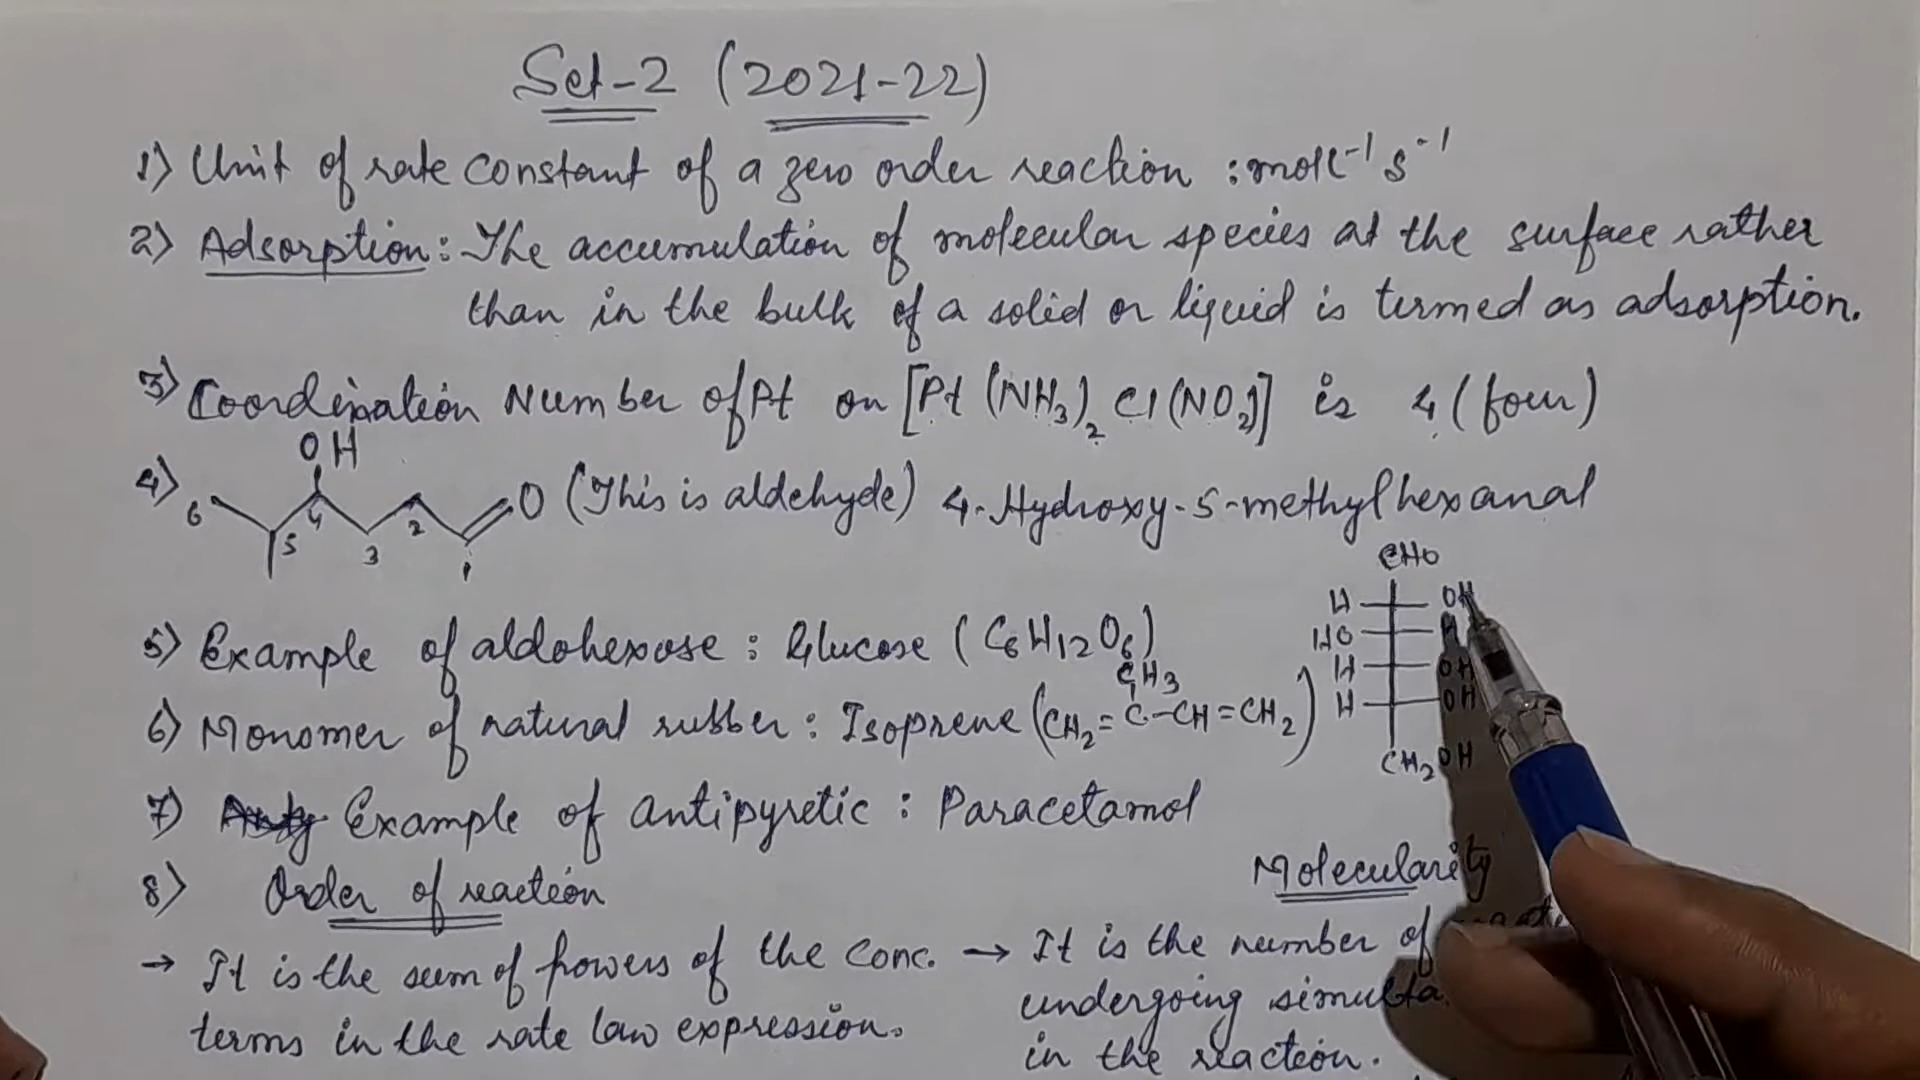 Set-2 (2021-22)
1) Unit of rate constant of a zero order reaction : mol L⁻¹ s⁻¹
2) Adsorption : The accumulation of molecular species at the surface rather
than in the bulk of a solid or liquid is termed as adsorption.
3) Coordination Number of Pt on [Pt (NH₃)₂ Cl (NO₂)] is 4 (four)
OH
4) 6 5 4 3 2 1 O (This is aldehyde) 4-Hydroxy-5-methylhexanal
CHO
H OH
HO H
H OH
H OH
CH₂OH
5) Example of aldohexose : Glucose (C₆H₁₂O₆)
CH₃
6) Monomer of natural rubber : Isoprene (CH₂=C-CH=CH₂)
7) Example of antipyretic : Paracetamol
8) Order of reaction
Molecularity
→ It is the sum of powers of the conc.
terms in the rate law expression.
→ It is the number of
undergoing
in the reaction.